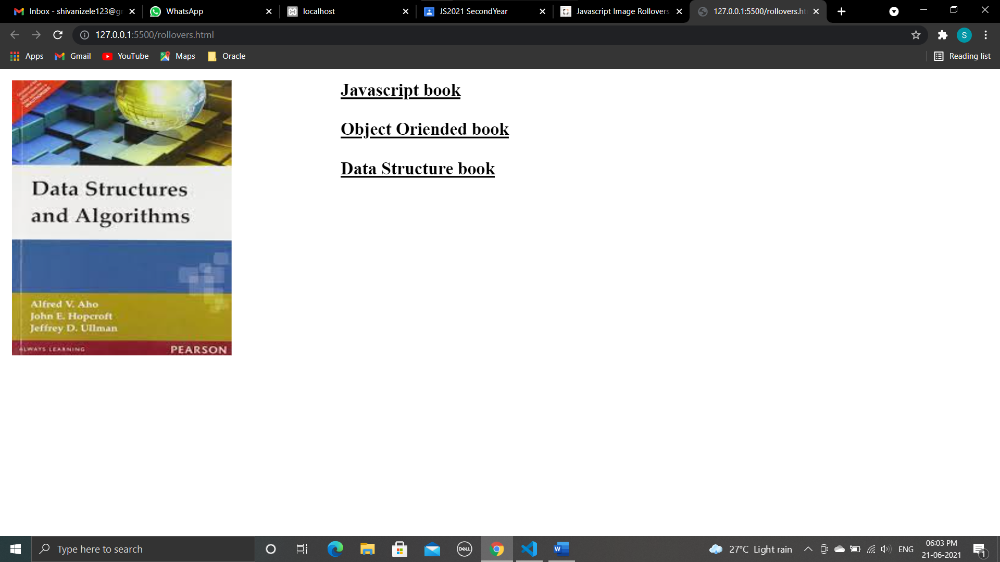 Inbox - shivanizele123@gr
WhatsApp
localhost
JS2021 SecondYear
Javascript Image Rollovers
127.0.0.1:5500/rollovers.ht
127.0.0.1:5500/rollovers.html
S
Apps
Gmail
YouTube
Maps
Oracle
Reading list
UNAUTHORIZED
Data Structures
and Algorithms
Alfred V. Aho
John E. Hopcroft
Jeffrey D. Ullman
ALWAYS LEARNING
PEARSON
Javascript book
Object Oriended book
Data Structure book
Type here to search
DELL
W
27°C Light rain
ENG
06:03 PM
21-06-2021
1